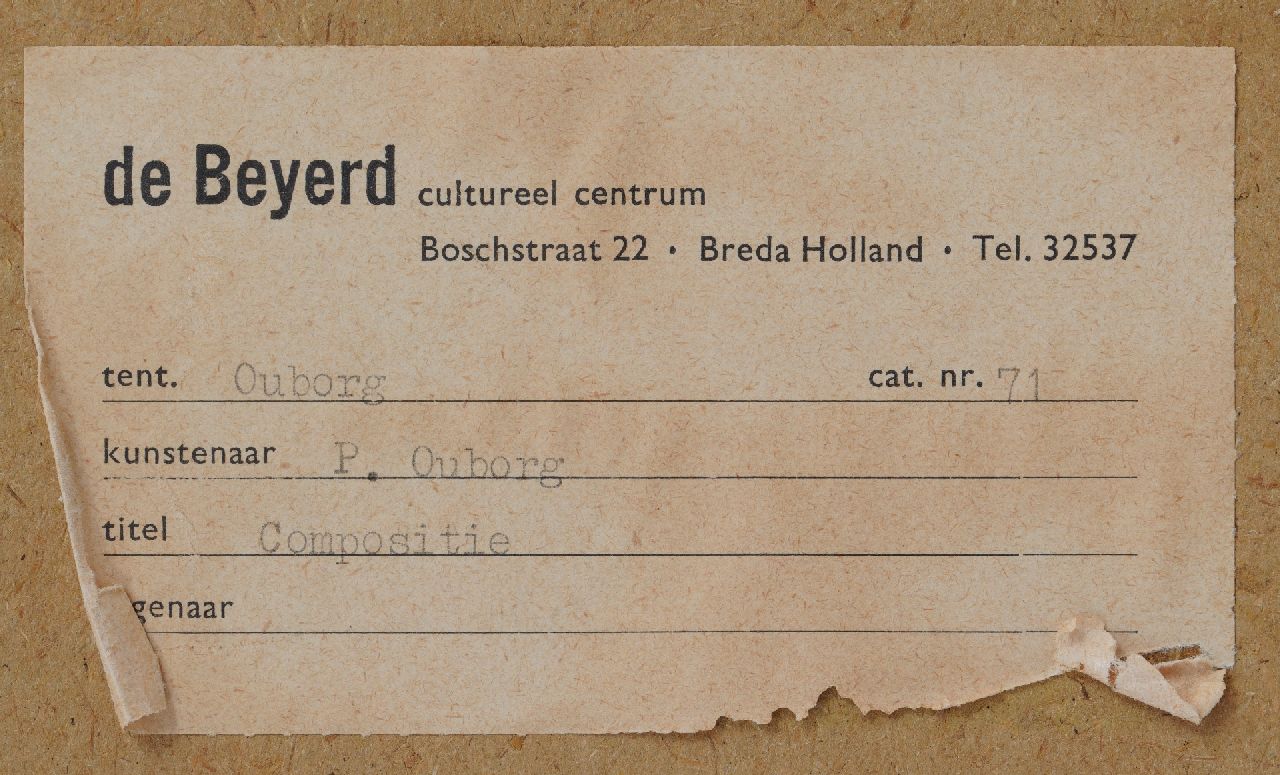 de Beyerd cultureel centrum
Boschstraat 22 · Breda Holland · Tel. 32537
tent. Ouborg cat. nr. 71
kunstenaar P. Ouborg
titel Compositie
genaar